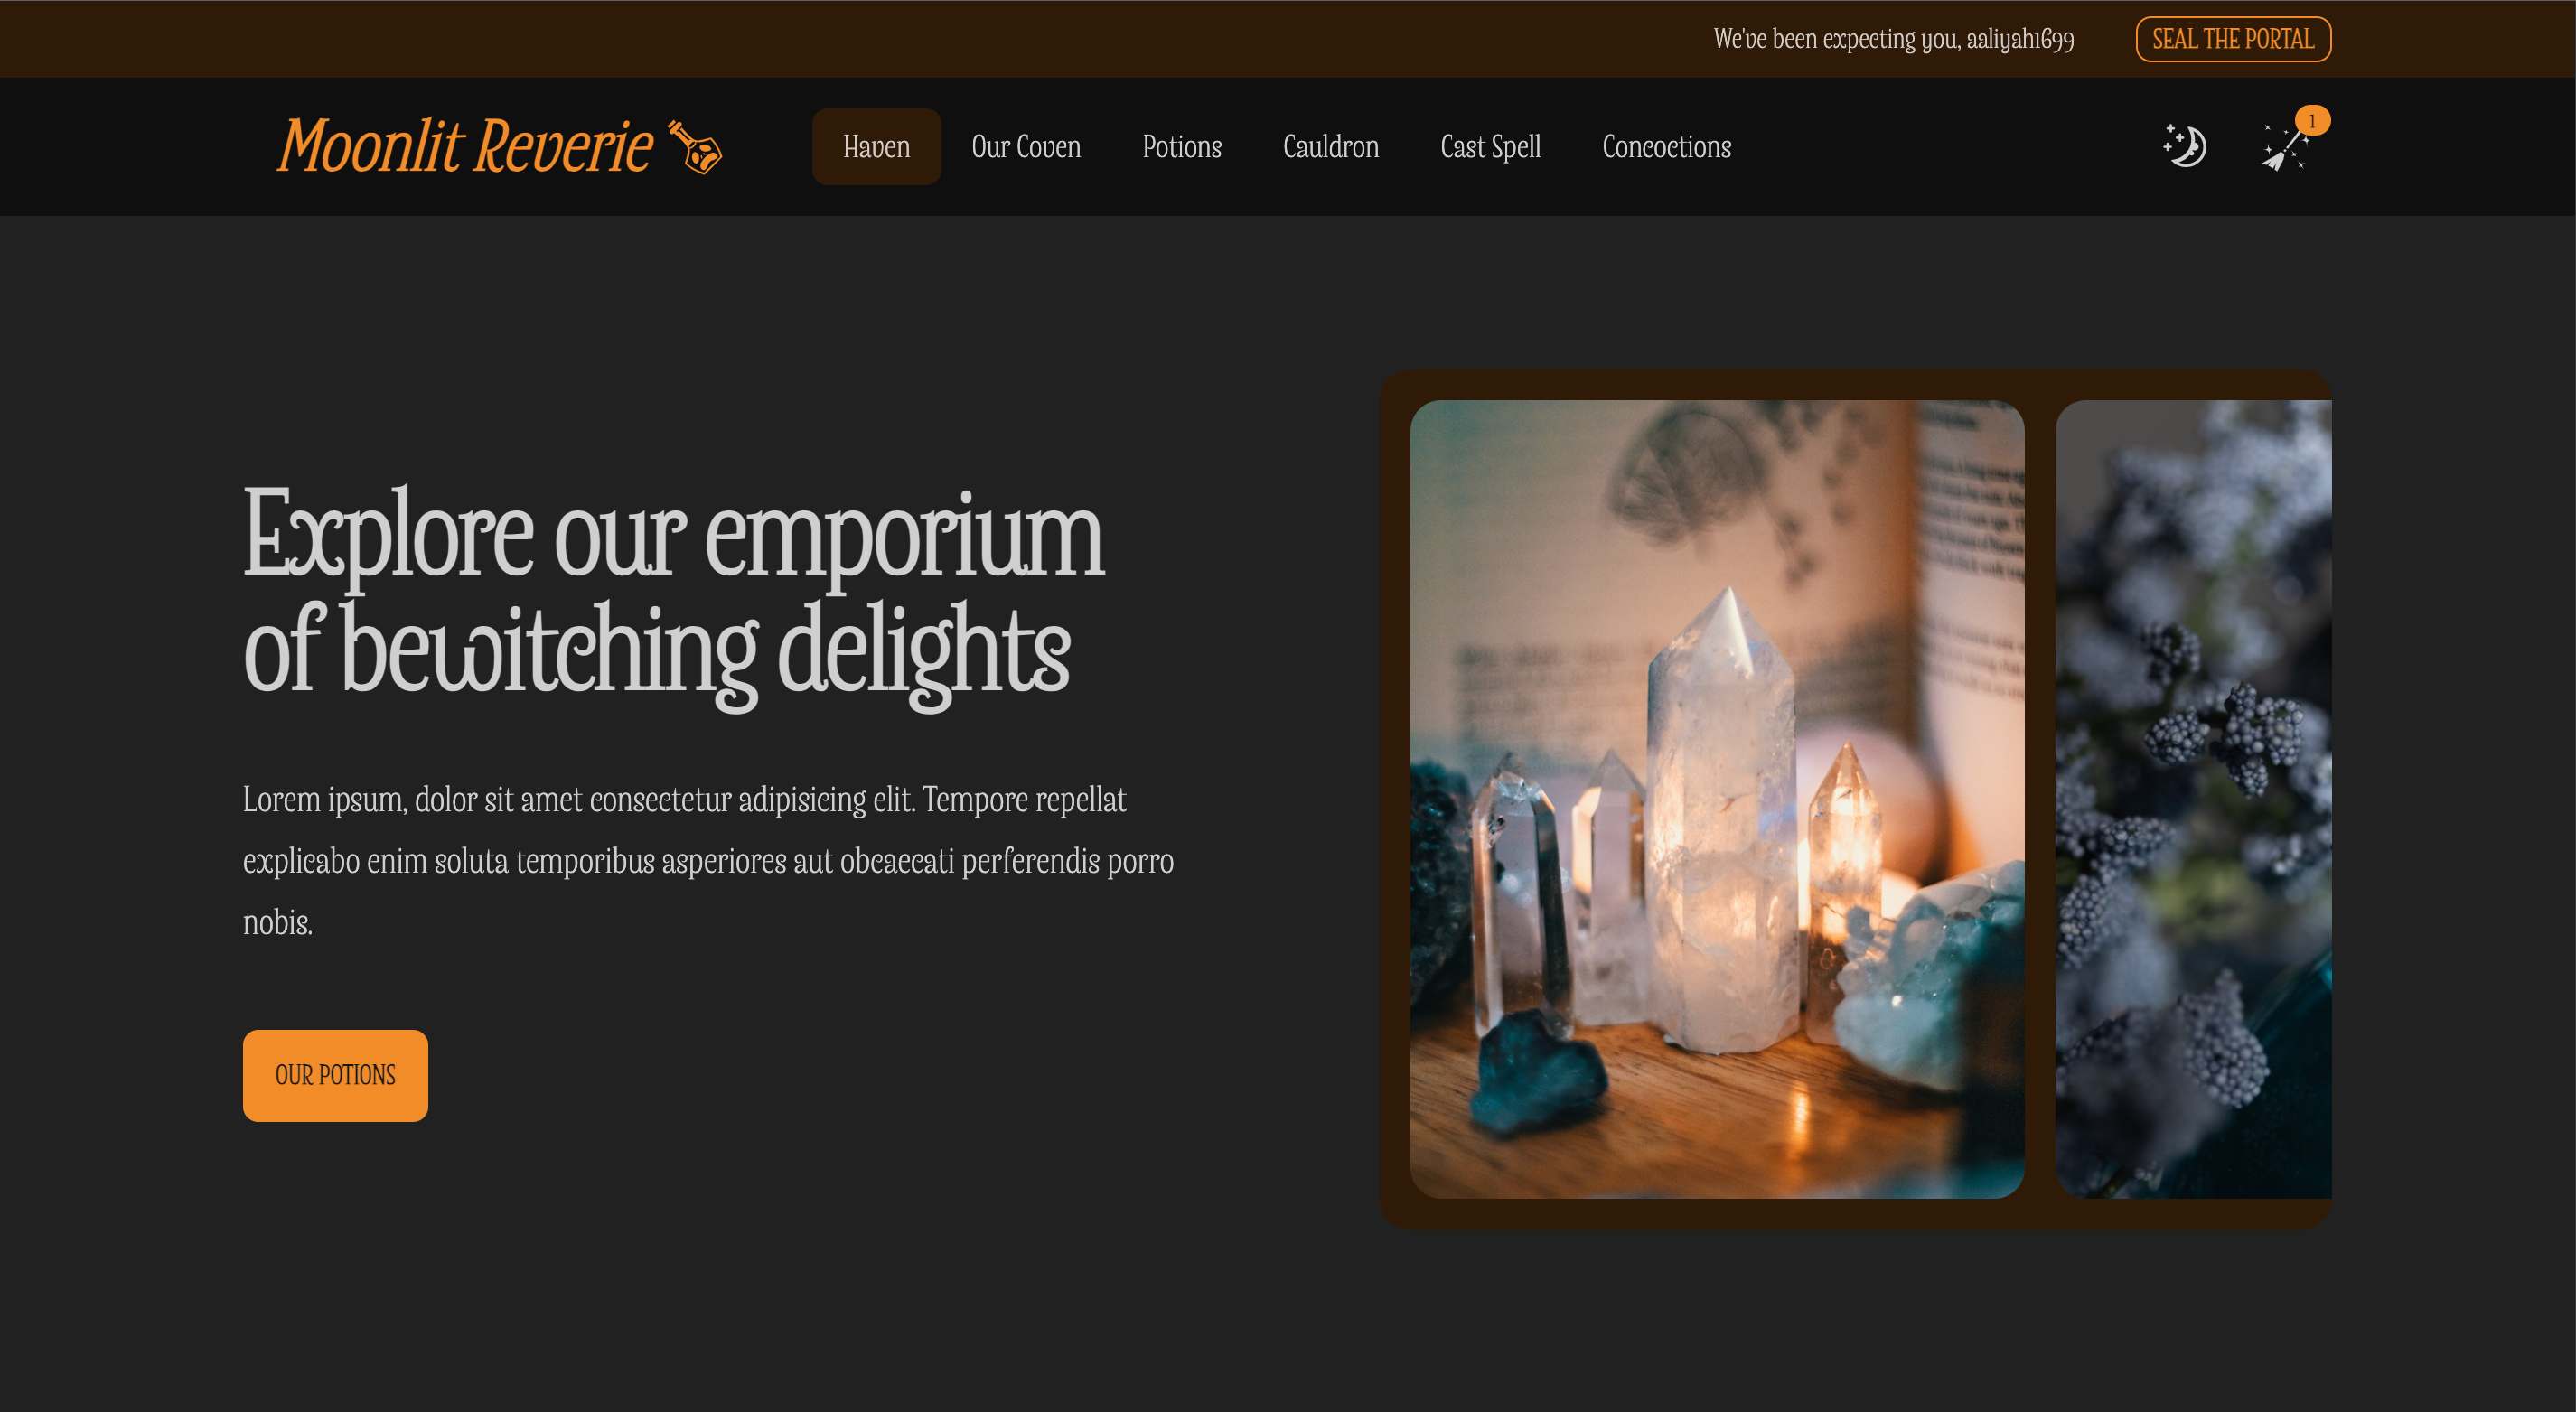 We've been expecting you, aaliyah1699
SEAL THE PORTAL
Moonlit Reverie
Haven
Our Coven
Potions
Cauldron
Cast Spell
Concoctions
1
Explore our emporium
of bewitching delights
Lorem ipsum, dolor sit amet consectetur adipisicing elit. Tempore repellat
explicabo enim soluta temporibus asperiores aut obcaecati perferendis porro
nobis.
OUR POTIONS